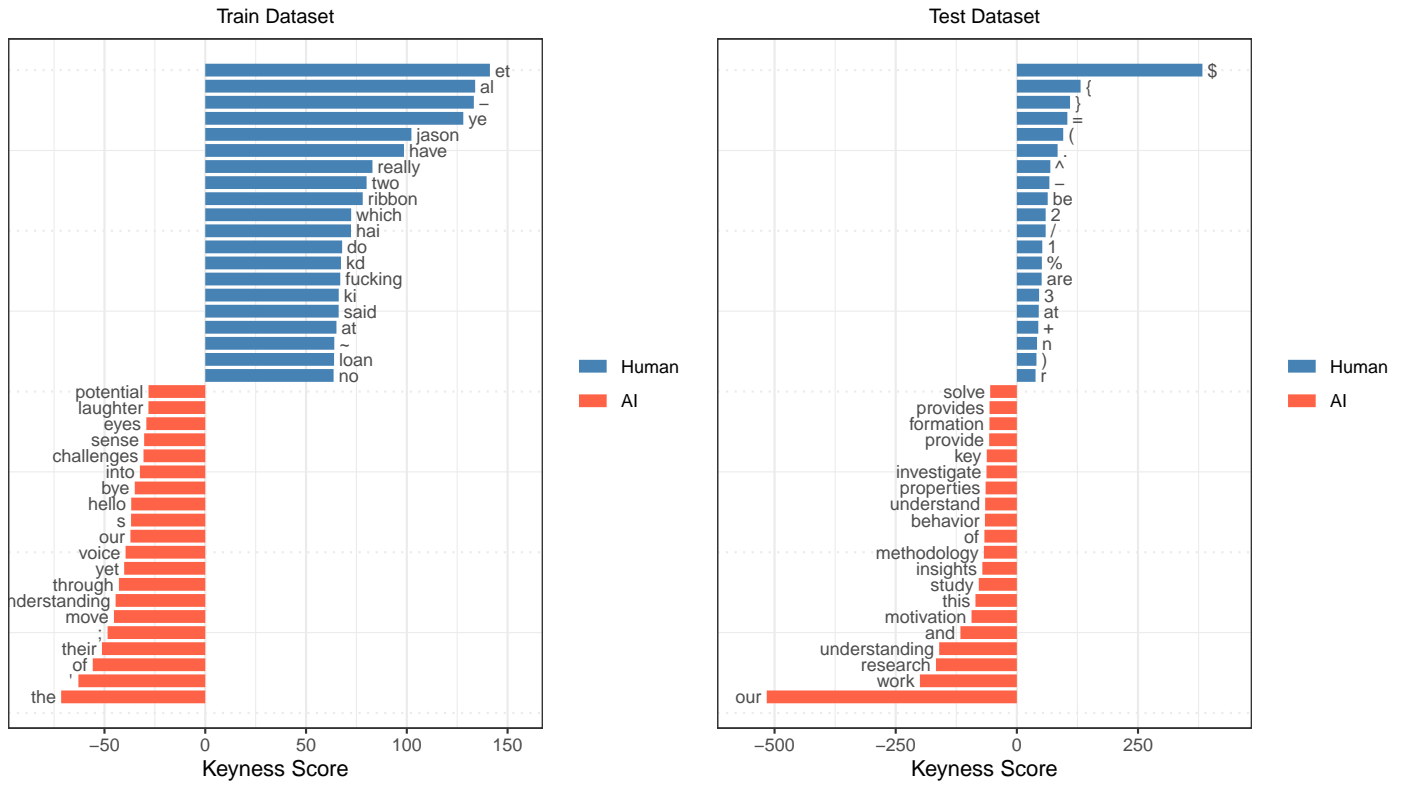 Train Dataset
et
al
–
ye
jason
have
really
two
ribbon
which
hai
do
kd
fucking
ki
said
at
~
loan
no
potential
laughter
eyes
sense
challenges
into
bye
hello
s
our
voice
yet
through
nderstanding
move
;
their
of
'
the
−50
0
50
100
150
Keyness Score
Human
AI
Test Dataset
$
{
}
=
(
.
^
–
be
2
/
1
%
are
3
at
+
n
)
r
solve
provides
formation
provide
key
investigate
properties
understand
behavior
of
methodology
insights
study
this
motivation
and
understanding
research
work
our
−500
−250
0
250
Keyness Score
Human
AI